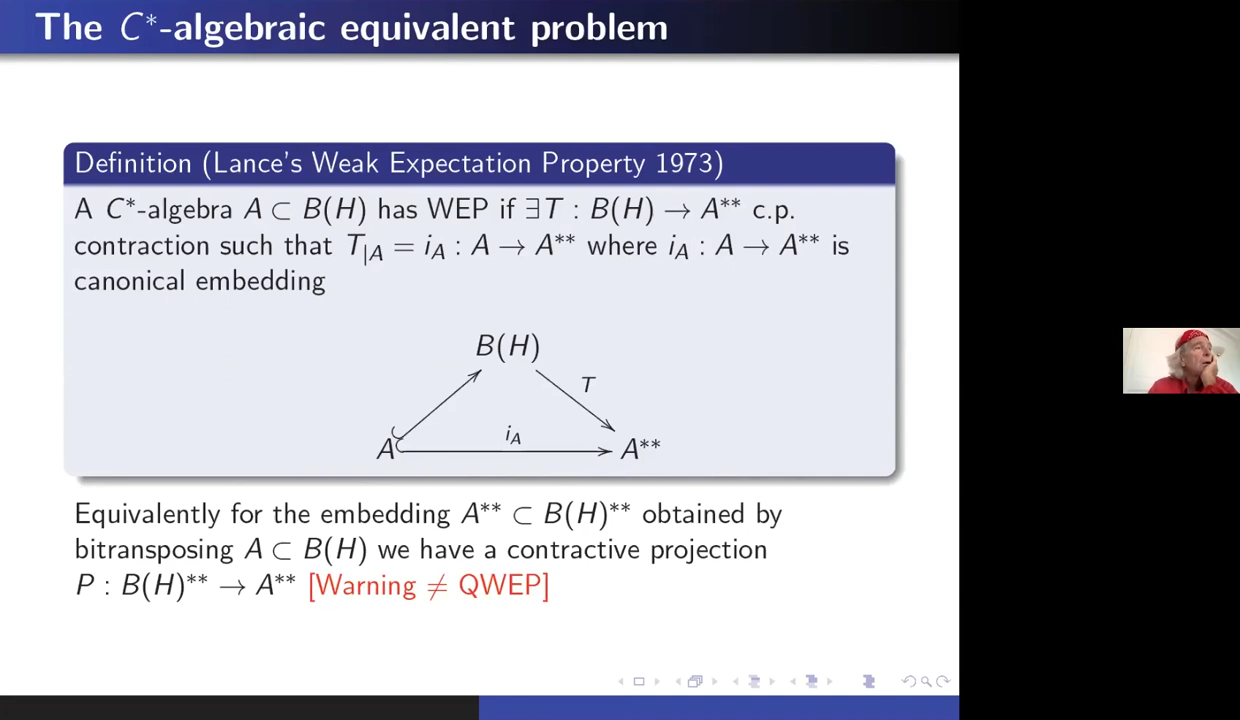 The C*-algebraic equivalent problem
Definition (Lance's Weak Expectation Property 1973)
A C*-algebra A ⊂ B(H) has WEP if ∃T : B(H) → A** c.p.
contraction such that T|A = iA : A → A** where iA : A → A** is
canonical embedding
B(H)
T
iA
A A**
Equivalently for the embedding A** ⊂ B(H)** obtained by
bitransposing A ⊂ B(H) we have a contractive projection
P : B(H)** → A** [Warning ≠ QWEP]